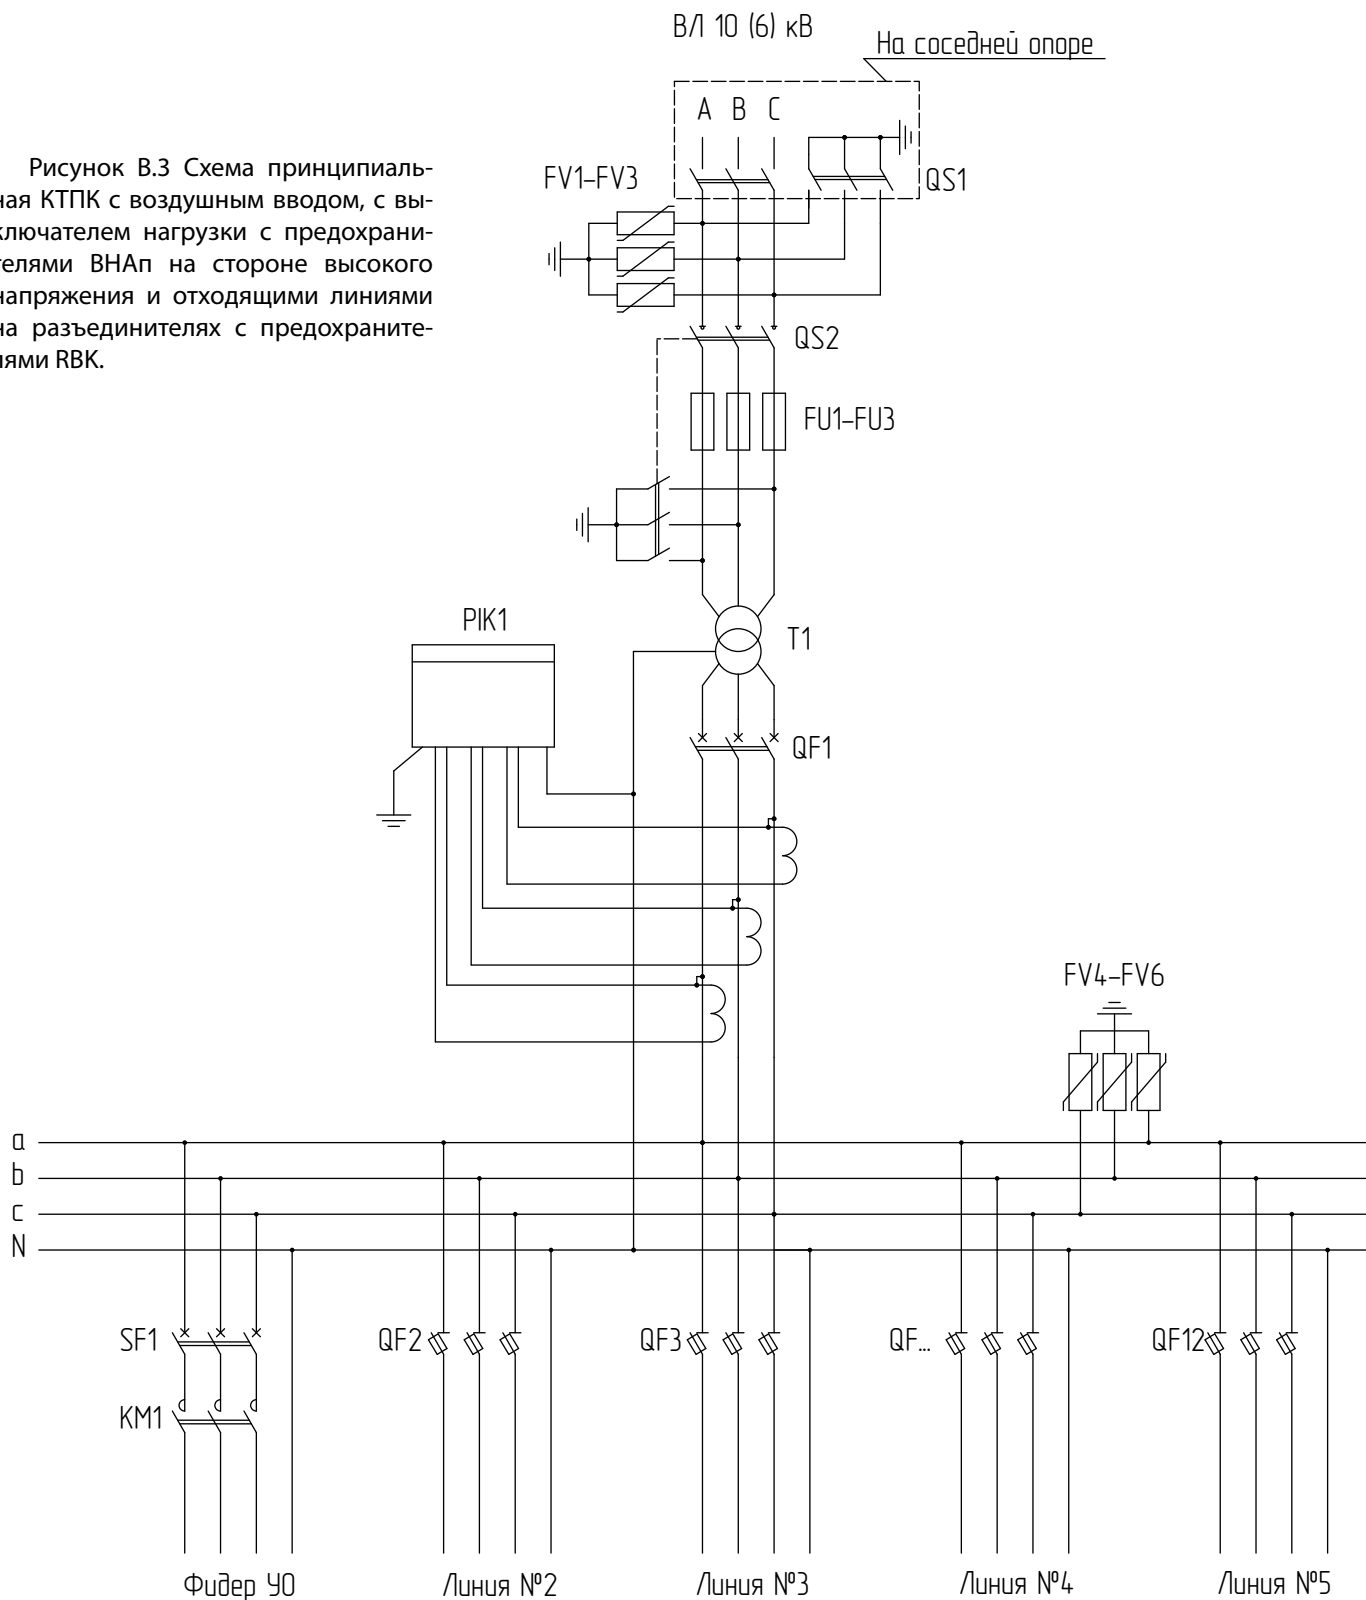 ВЛ 10 (6) кВ
На соседней опоре
A B C
Рисунок В.3 Схема принципиаль-
ная КТПК с воздушным вводом, с вы-
ключателем нагрузки с предохрани-
телями ВНАп на стороне высокого
напряжения и отходящими линиями
на разъединителях с предохраните-
лями RBK.
FV1-FV3
QS1
QS2
FU1-FU3
PIK1
T1
QF1
FV4-FV6
a
b
c
N
SF1
QF2
QF3
QF...
QF12
KM1
Фидер УО
Линия №2
Линия №3
Линия №4
Линия №5